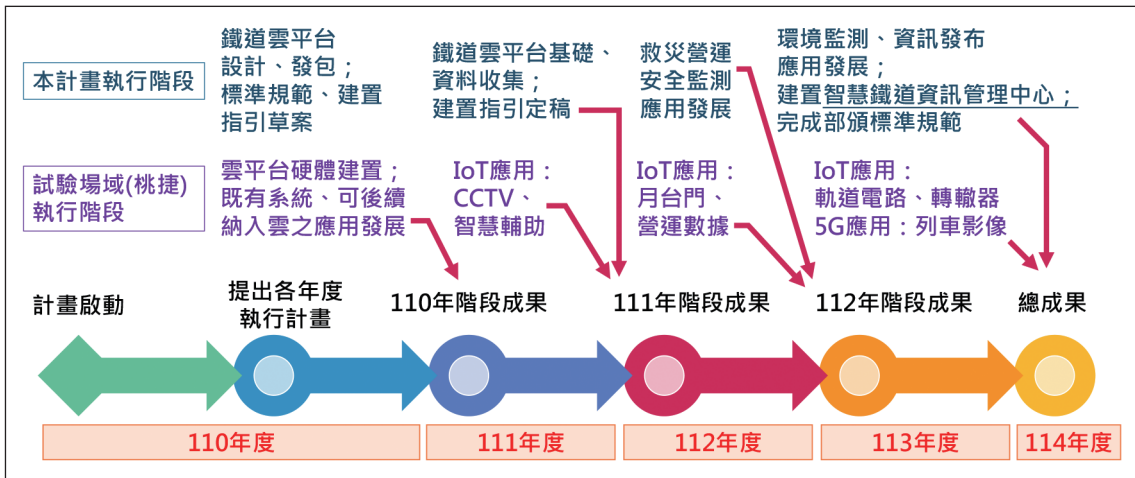 本計畫執行階段
鐵道雲平台
設計、發包；
標準規範、建置
指引草案
鐵道雲平台基礎、
資料收集；
建置指引定稿
救災營運
安全監測
應用發展
環境監測、資訊發布
應用發展；
建置智慧鐵道資訊管理中心；
完成部頒標準規範
試驗場域(桃捷)
執行階段
雲平台硬體建置；
既有系統、可後續
納入雲之應用發展
IoT應用：
CCTV、
智慧輔助
IoT應用：
月台門、
營運數據
IoT應用：
軌道電路、轉轍器
5G應用：列車影像
計畫啟動
提出各年度
執行計畫
110年階段成果
111年階段成果
112年階段成果
總成果
110年度
111年度
112年度
113年度
114年度